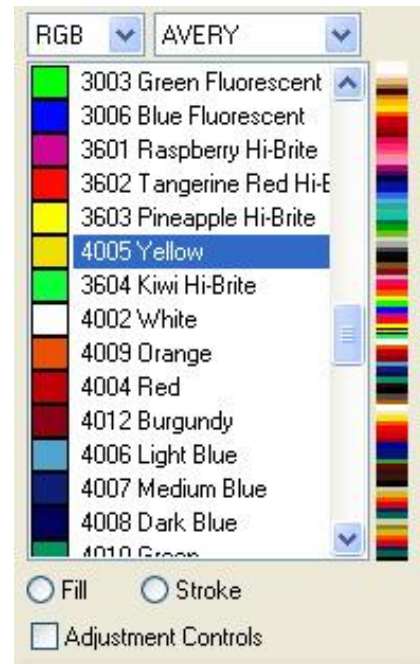 RGB AVERY
3003 Green Fluorescent
3006 Blue Fluorescent
3601 Raspberry Hi-Brite
3602 Tangerine Red Hi-E
3603 Pineapple Hi-Brite
4005 Yellow
3604 Kiwi Hi-Brite
4002 White
4009 Orange
4004 Red
4012 Burgundy
4006 Light Blue
4007 Medium Blue
4008 Dark Blue
4010 Green
Fill Stroke
Adjustment Controls